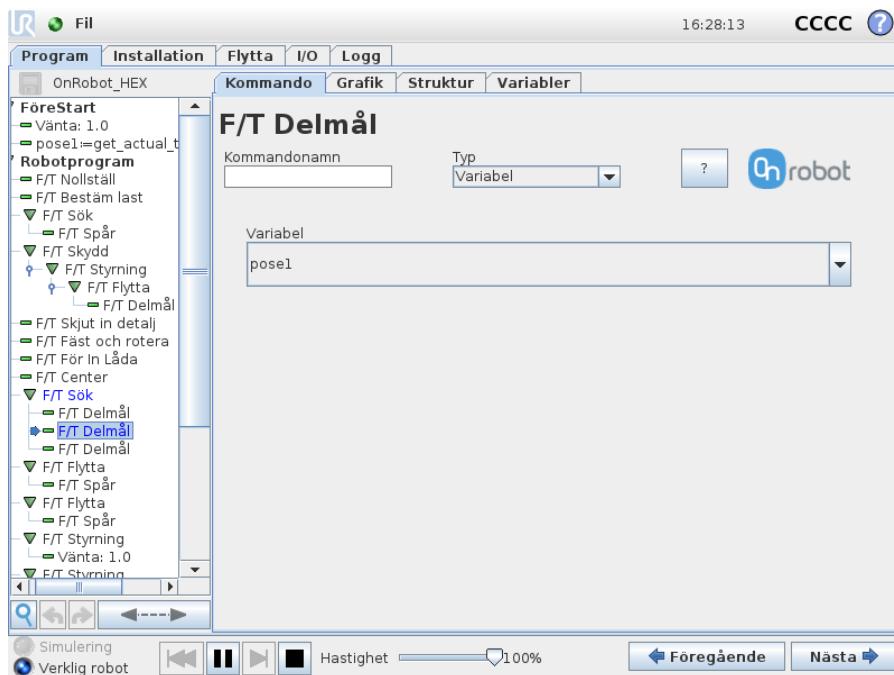 UR Fil 16:28:13 CCCC ?
Program Installation Flytta I/O Logg
OnRobot_HEX Kommando Grafik Struktur Variabler
FöreStart
Vänta: 1.0
pose1:=get_actual_t
Robotprogram
F/T Nollställ
F/T Bestäm last
F/T Sök
F/T Spår
F/T Skydd
F/T Styrning
F/T Flytta
F/T Delmål
F/T Skjut in detalj
F/T Fäst och rotera
F/T För In Låda
F/T Center
F/T Sök
F/T Delmål
F/T Delmål
F/T Delmål
F/T Flytta
F/T Spår
F/T Flytta
F/T Spår
F/T Styrning
Vänta: 1.0
F/T Styrning
F/T Delmål
Kommandonamn Typ
Variabel ? On robot
Variabel
pose1
Simulering
Verklig robot
Hastighet 100% Föregående Nästa